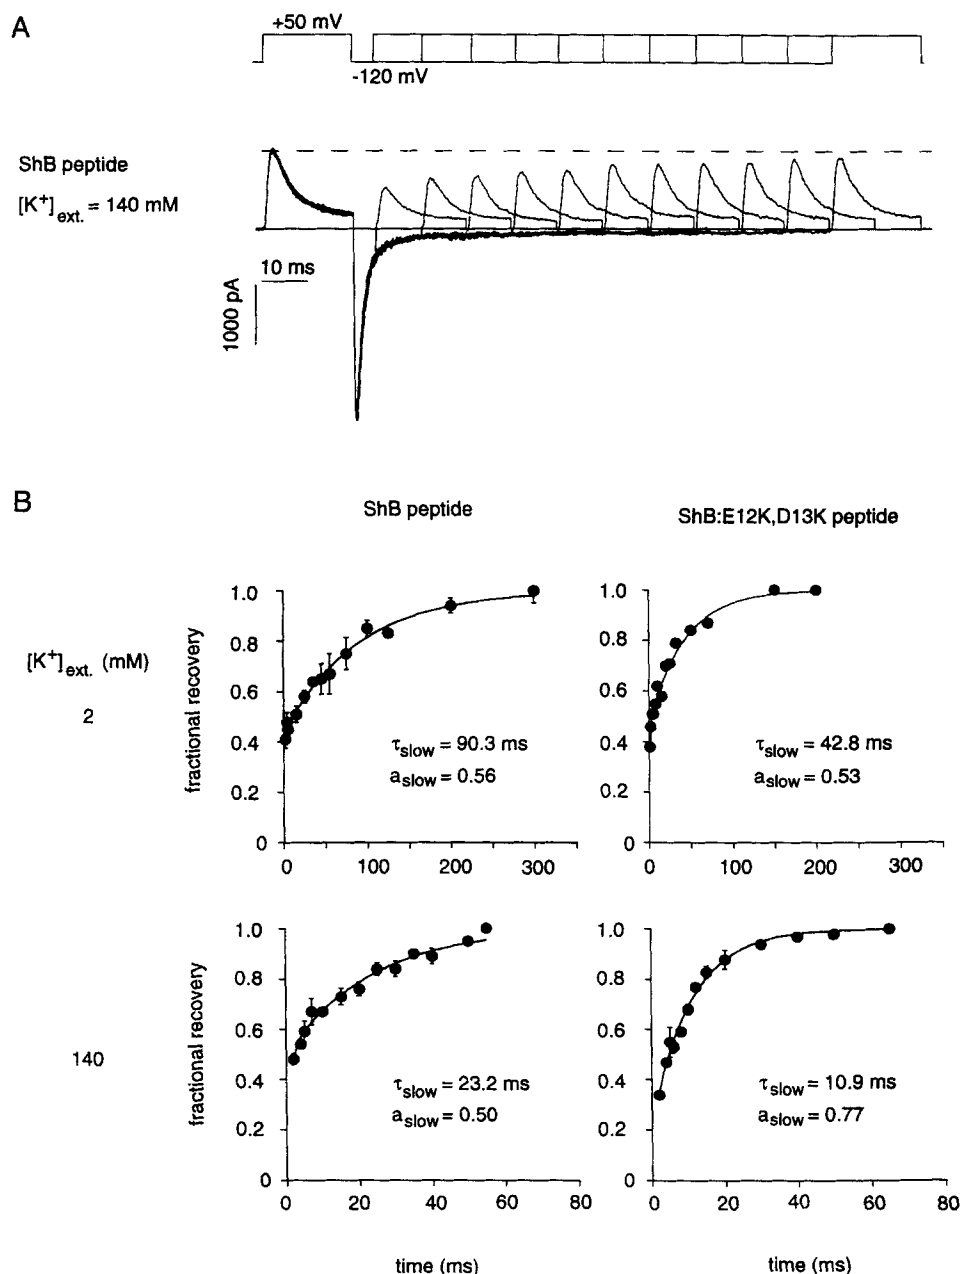 A
+50 mV
-120 mV
ShB peptide
[K⁺]ext. = 140 mM
10 ms
1000 pA
B
ShB peptide
ShB:E12K,D13K peptide
[K⁺]ext. (mM)
2
fractional recovery
1.0
0.8
0.6
0.4
0.2
0
0 100 200 300
τslow = 90.3 ms
aslow = 0.56
1.0
0.8
0.6
0.4
0.2
0
0 100 200 300
τslow = 42.8 ms
aslow = 0.53
140
fractional recovery
1.0
0.8
0.6
0.4
0.2
0
0 20 40 60 80
τslow = 23.2 ms
aslow = 0.50
time (ms)
1.0
0.8
0.6
0.4
0.2
0
0 20 40 60 80
τslow = 10.9 ms
aslow = 0.77
time (ms)